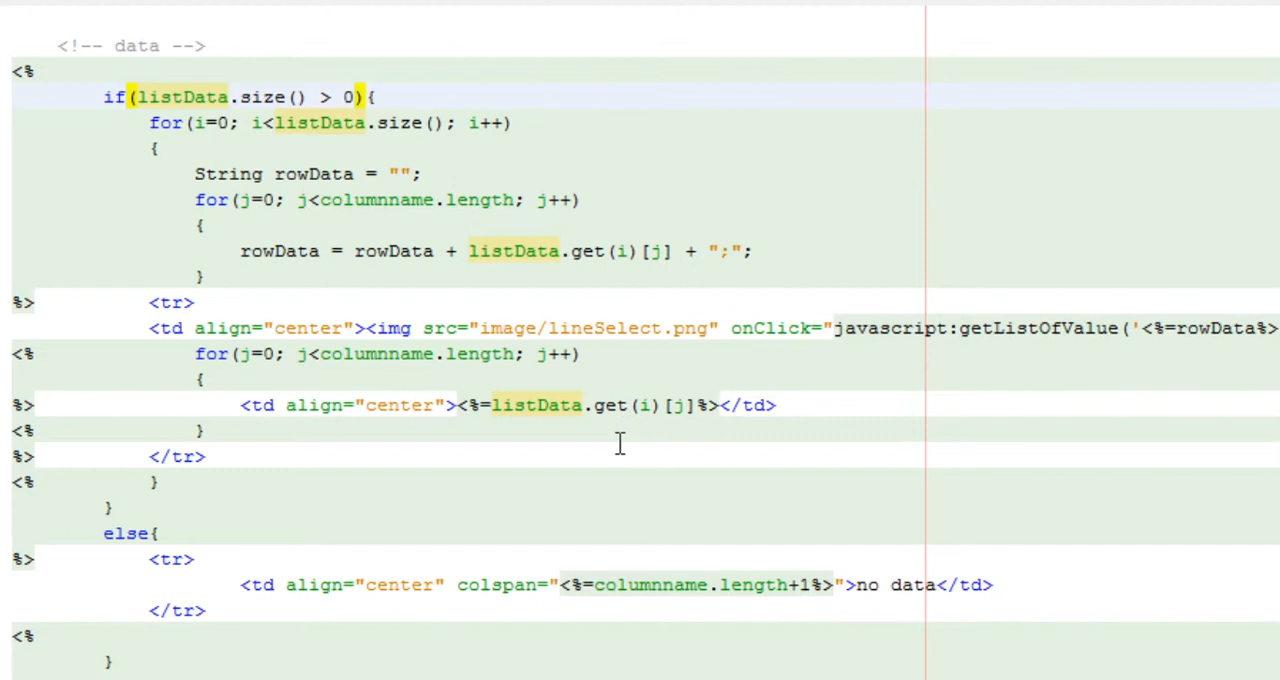 <!-- data -->
<%
if(listData.size() > 0){
for(i=0; i<listData.size(); i++)
{
String rowData = "";
for(j=0; j<columnname.length; j++)
{
rowData = rowData + listData.get(i)[j] + ";";
}
%> <tr>
<td align="center"><img src="image/lineSelect.png" onClick="javascript:getListOfValue('<%=rowData%>
<% for(j=0; j<columnname.length; j++)
{
%> <td align="center"><%=listData.get(i)[j]%></td>
<% }
%> </tr>
<% }
}
else{
%> <tr>
<td align="center" colspan="<%=columnname.length+1%>">no data</td>
</tr>
<%
}